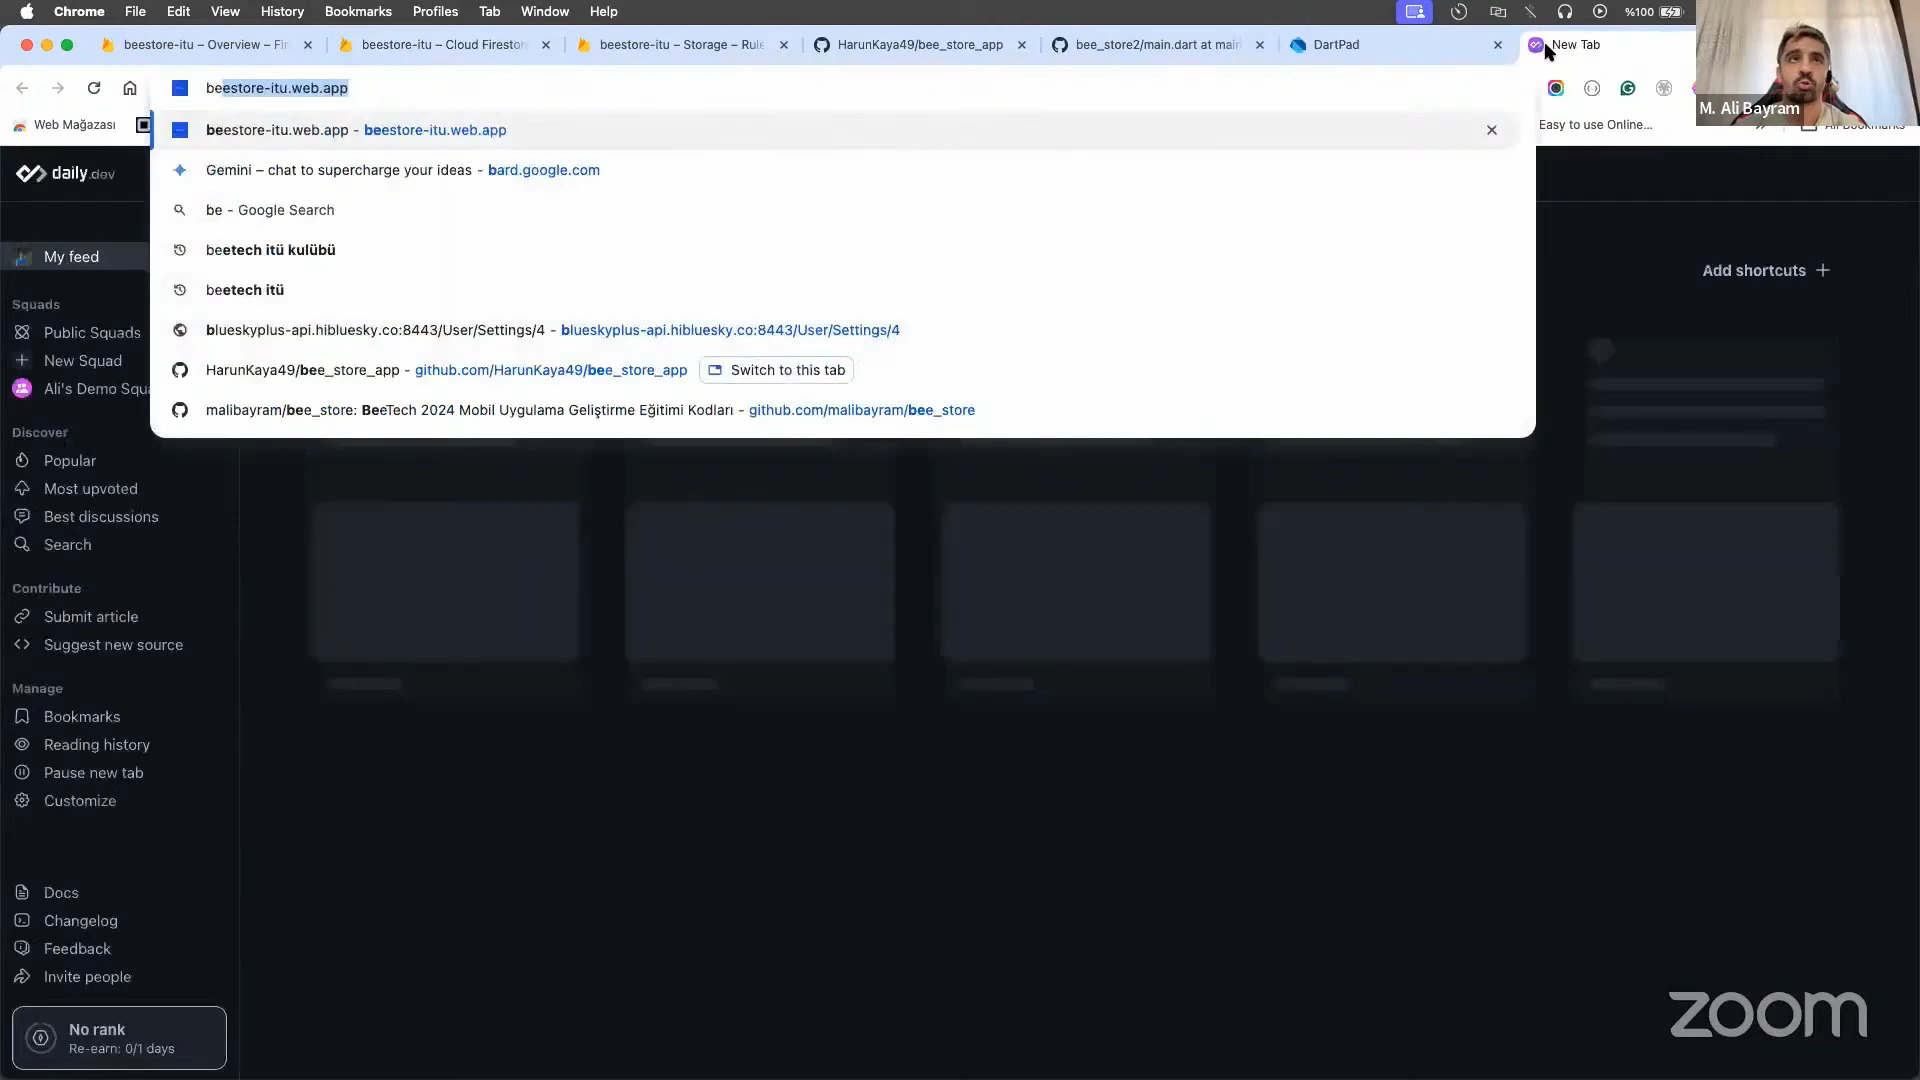 Chrome File Edit View History Bookmarks Profiles Tab Window Help %100
beestore-itu – Overview – Fi
beestore-itu – Cloud Firestor
beestore-itu – Storage – Rule
HarunKaya49/bee_store_app
bee_store2/main.dart at main
DartPad
New Tab
beestore-itu.web.app
M. Ali Bayram
Web Mağazası
Easy to use Online...
All Bookmarks
beestore-itu.web.app - beestore-itu.web.app
Gemini – chat to supercharge your ideas - bard.google.com
be - Google Search
beetech itü kulübü
beetech itü
blueskyplus-api.hibluesky.co:8443/User/Settings/4 - blueskyplus-api.hibluesky.co:8443/User/Settings/4
HarunKaya49/bee_store_app - github.com/HarunKaya49/bee_store_app Switch to this tab
malibayram/bee_store: BeeTech 2024 Mobil Uygulama Geliştirme Eğitimi Kodları - github.com/malibayram/bee_store
daily.dev
My feed
Add shortcuts
Squads
Public Squads
New Squad
Ali's Demo Squa
Discover
Popular
Most upvoted
Best discussions
Search
Contribute
Submit article
Suggest new source
Manage
Bookmarks
Reading history
Pause new tab
Customize
Docs
Changelog
Feedback
Invite people
No rank
Re-earn: 0/1 days
zoom